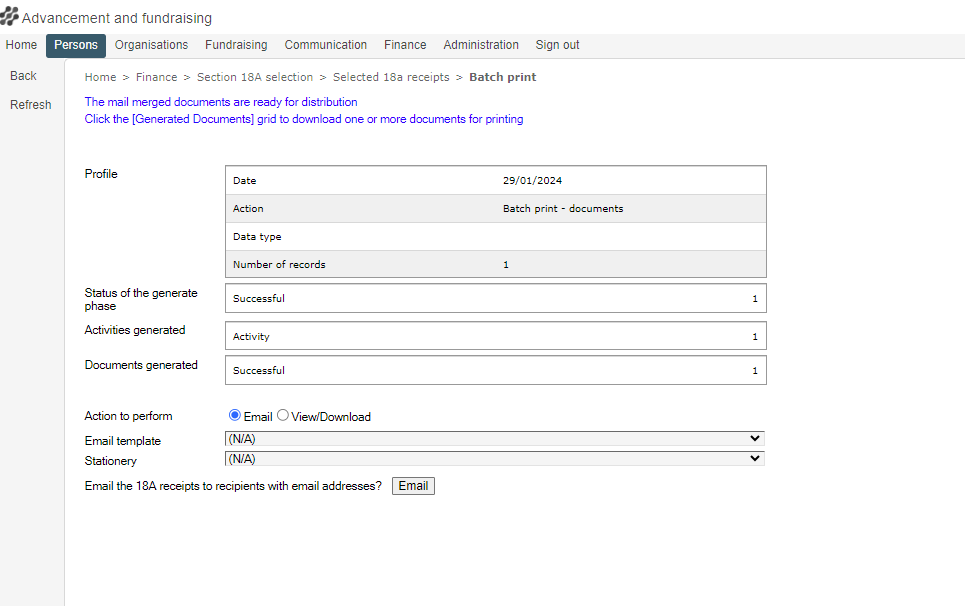 Advancement and fundraising
Home Persons Organisations Fundraising Communication Finance Administration Sign out
Back
Refresh
Home > Finance > Section 18A selection > Selected 18a receipts > Batch print
The mail merged documents are ready for distribution
Click the [Generated Documents] grid to download one or more documents for printing
Profile
Date 29/01/2024
Action Batch print - documents
Data type
Number of records 1
Status of the generate
phase
Successful 1
Activities generated
Activity 1
Documents generated
Successful 1
Action to perform Email View/Download
Email template (N/A)
Stationery (N/A)
Email the 18A receipts to recipients with email addresses? Email